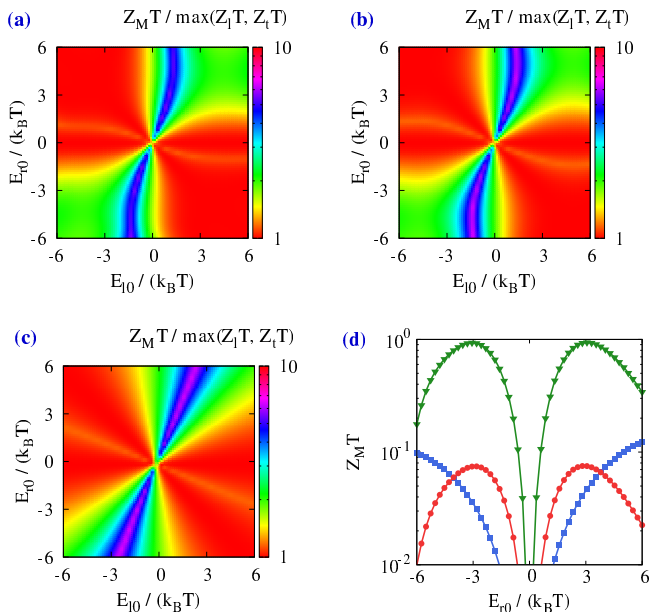 (a) Z_M T / max(Z_l T, Z_t T)
6
3
0
-3
-6
E_r0 / (k_B T)
-6 -3 0 3 6
E_l0 / (k_B T)
10
1
(b) Z_M T / max(Z_l T, Z_t T)
6
3
0
-3
-6
E_r0 / (k_B T)
-6 -3 0 3 6
E_l0 / (k_B T)
10
1
(c) Z_M T / max(Z_l T, Z_t T)
6
3
0
-3
-6
E_r0 / (k_B T)
-6 -3 0 3 6
E_l0 / (k_B T)
10
1
(d)
10^0
10^-1
10^-2
Z_M T
-6 -3 0 3 6
E_r0 / (k_B T)